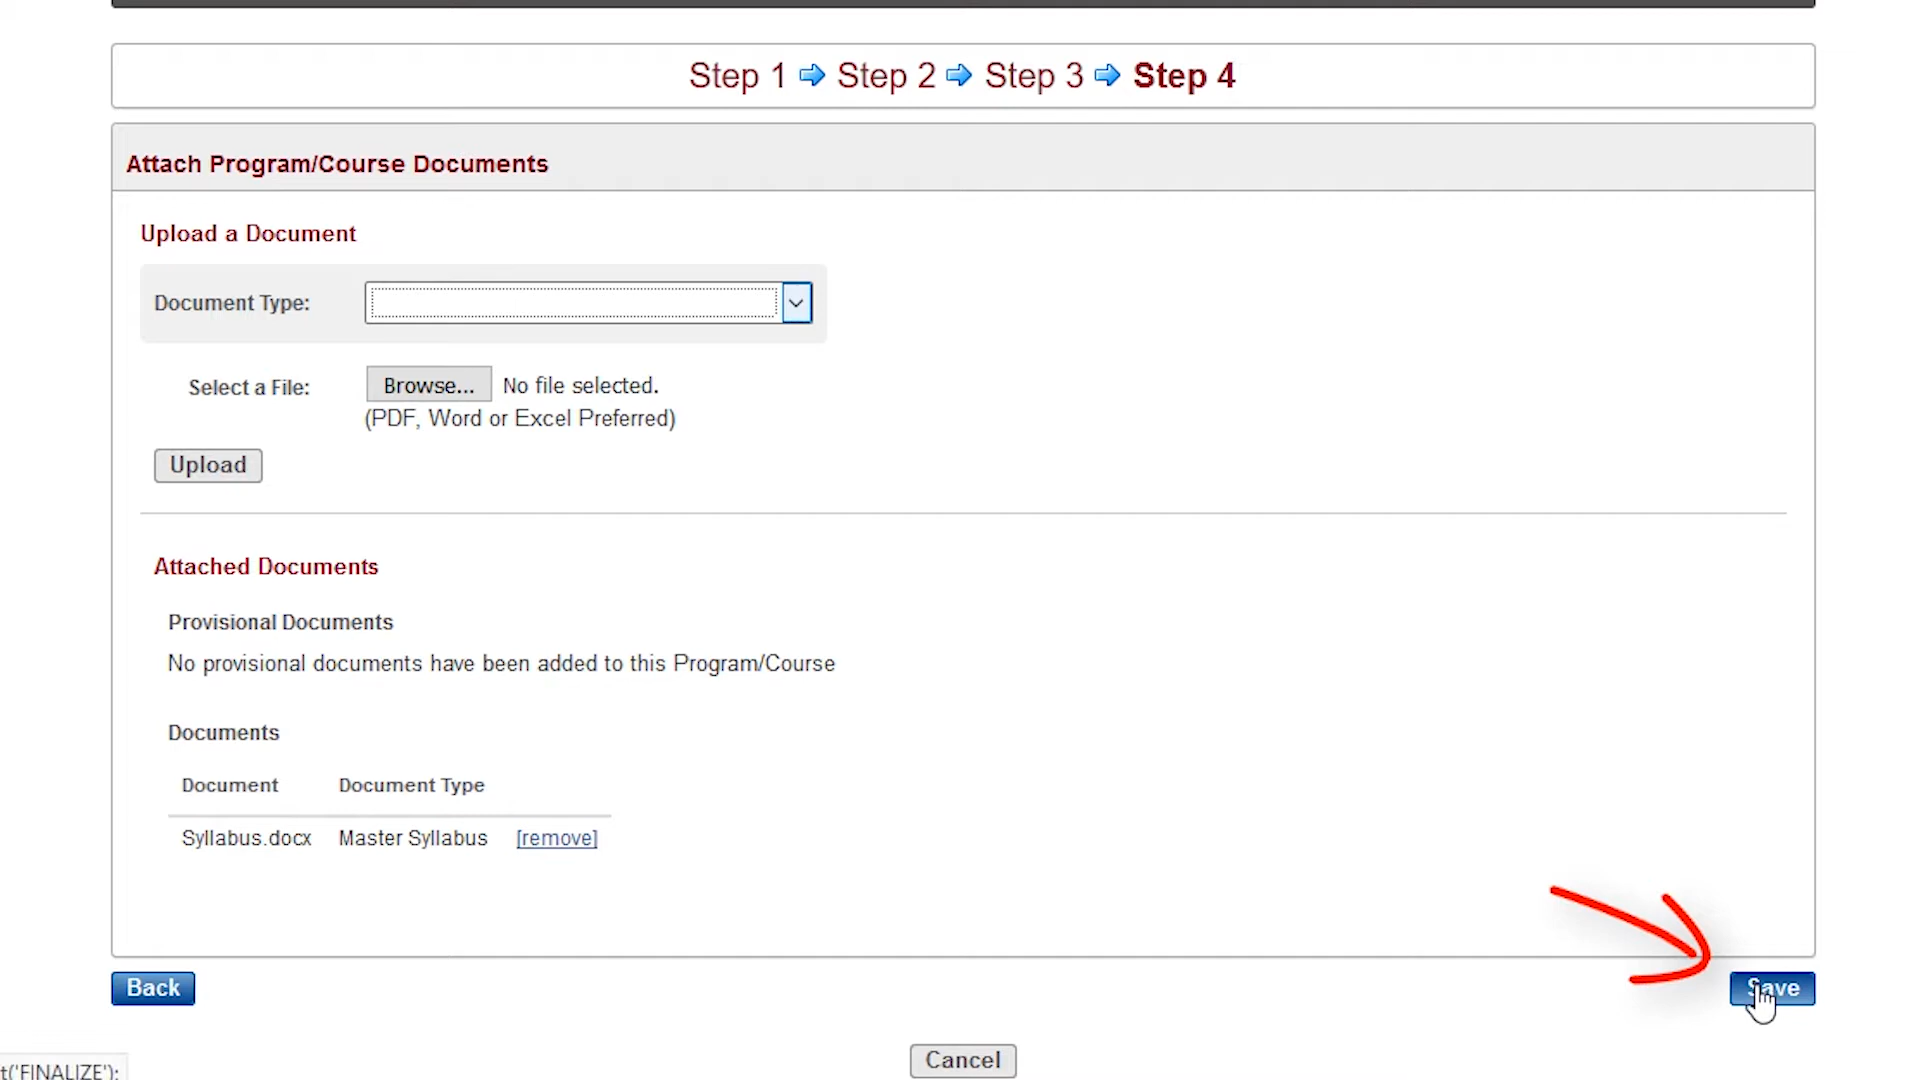 Step 1 Step 2 Step 3 Step 4
Attach Program/Course Documents
Upload a Document
Document Type:
Select a File: Browse... No file selected.
(PDF, Word or Excel Preferred)
Upload
Attached Documents
Provisional Documents
No provisional documents have been added to this Program/Course
Documents
Document Document Type
Syllabus.docx Master Syllabus [remove]
Back Save
Cancel
t('FINALIZE');